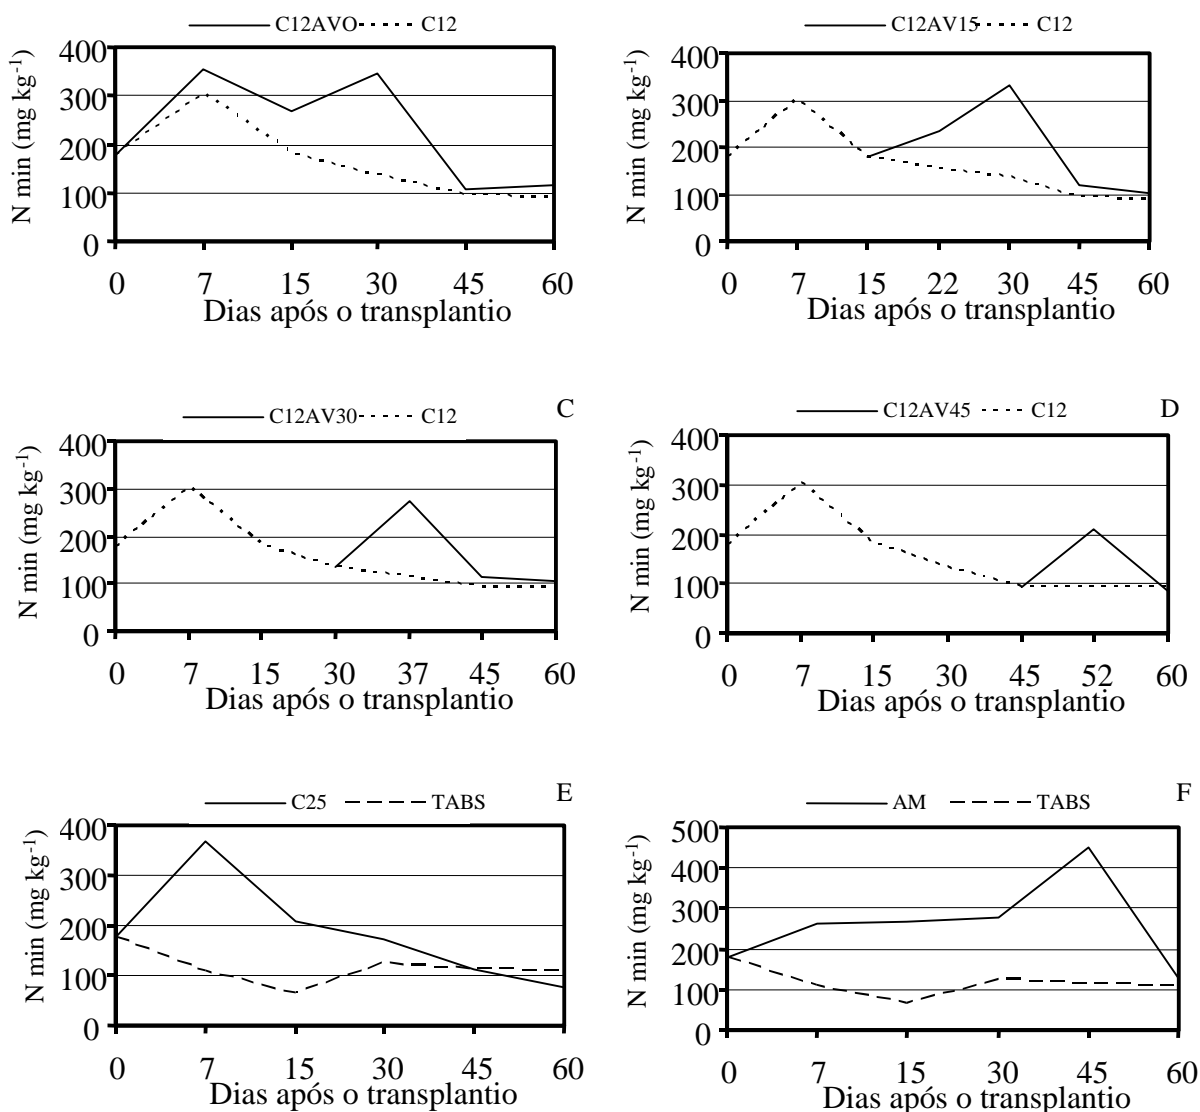 C12AVO C12
N min (mg kg-1)
400
300
200
100
0
0 7 15 30 45 60
Dias após o transplantio
C12AV15 C12
N min (mg kg-1)
400
300
200
100
0
0 7 15 22 30 45 60
Dias após o transplantio
C12AV30 C12 C
N min (mg kg-1)
400
300
200
100
0
0 7 15 30 37 45 60
Dias após o transplantio
C12AV45 C12 D
N min (mg kg-1)
400
300
200
100
0
0 7 15 30 45 52 60
Dias após o transplantio
C25 TABS E
N min (mg kg-1)
400
300
200
100
0
0 7 15 30 45 60
Dias após o transplantio
AM TABS F
N min (mg kg-1)
500
400
300
200
100
0
0 7 15 30 45 60
Dias após o transplantio